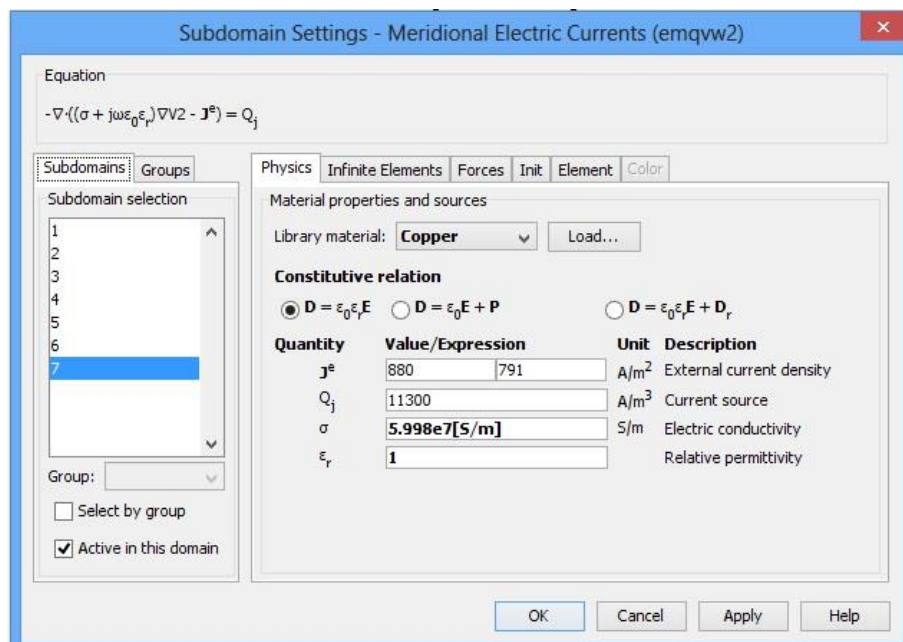 Subdomain Settings - Meridional Electric Currents (emqvw2)
Equation
-∇·((σ + jωε₀εᵣ)∇V2 - Jᵉ) = Qⱼ
Subdomains Groups
Subdomain selection
1
2
3
4
5
6
7
Group:
Select by group
Active in this domain
Physics Infinite Elements Forces Init Element Color
Material properties and sources
Library material: Copper Load...
Constitutive relation
D = ε₀εᵣE D = ε₀E + P D = ε₀εᵣE + Dᵣ
Quantity Value/Expression Unit Description
Jᵉ 880 791 A/m² External current density
Qⱼ 11300 A/m³ Current source
σ 5.998e7[S/m] S/m Electric conductivity
εᵣ 1 Relative permittivity
OK Cancel Apply Help